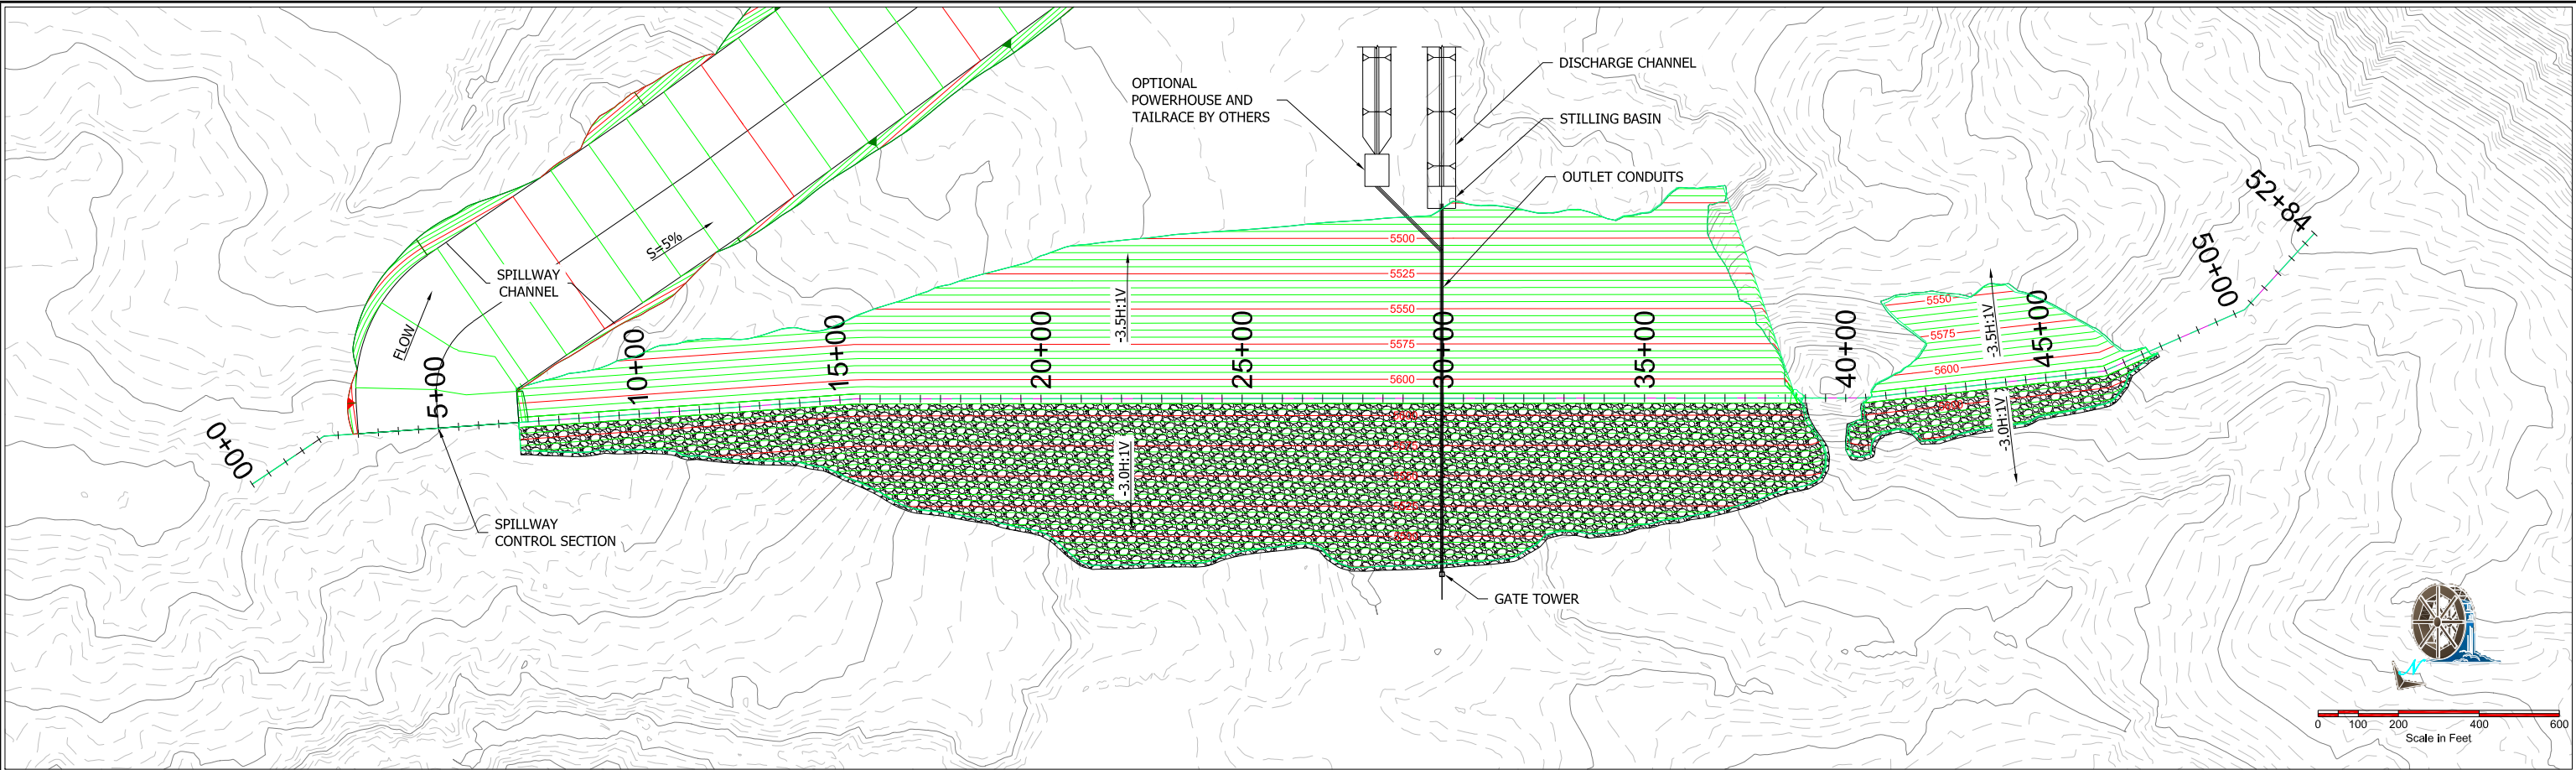 OPTIONAL
POWERHOUSE AND
TAILRACE BY OTHERS
DISCHARGE CHANNEL
STILLING BASIN
OUTLET CONDUITS
SPILLWAY
CHANNEL
S=5%
FLOW
SPILLWAY
CONTROL SECTION
GATE TOWER
0+00
5+00
10+00
15+00
20+00
25+00
30+00
35+00
40+00
45+00
50+00
52+84
5500
5525
5550
5575
5600
-3.5H:1V
-3.0H:1V
5550
5575
5600
-3.5H:1V
-3.0H:1V
N
0 100 200 400 600
Scale in Feet